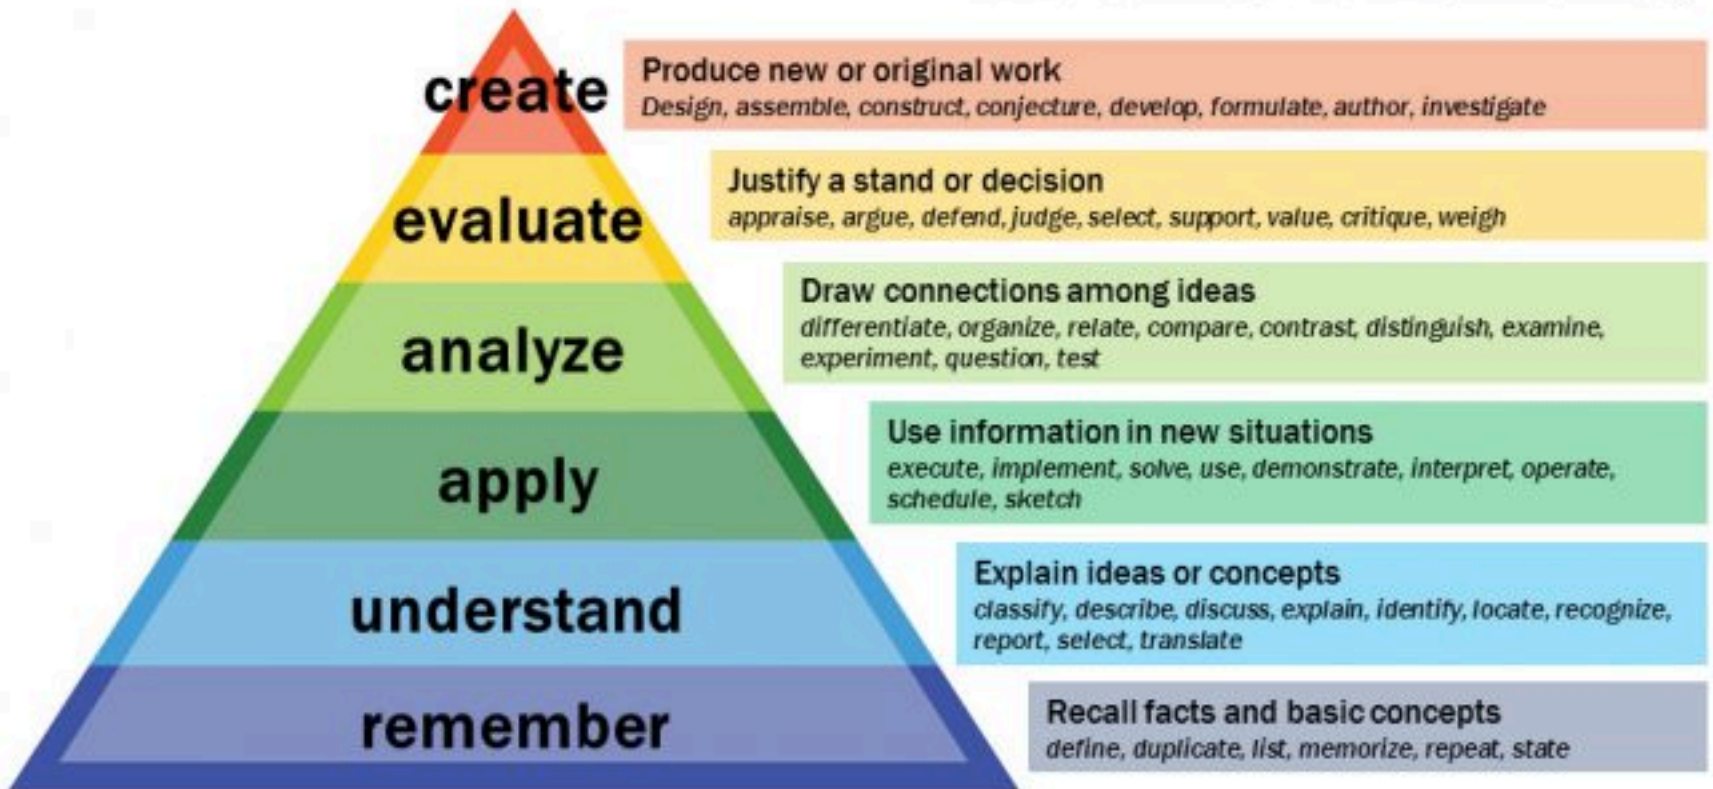 create
Produce new or original work
Design, assemble, construct, conjecture, develop, formulate, author, investigate
evaluate
Justify a stand or decision
appraise, argue, defend, judge, select, support, value, critique, weigh
analyze
Draw connections among ideas
differentiate, organize, relate, compare, contrast, distinguish, examine,
experiment, question, test
apply
Use information in new situations
execute, implement, solve, use, demonstrate, interpret, operate,
schedule, sketch
understand
Explain ideas or concepts
classify, describe, discuss, explain, identify, locate, recognize,
report, select, translate
remember
Recall facts and basic concepts
define, duplicate, list, memorize, repeat, state